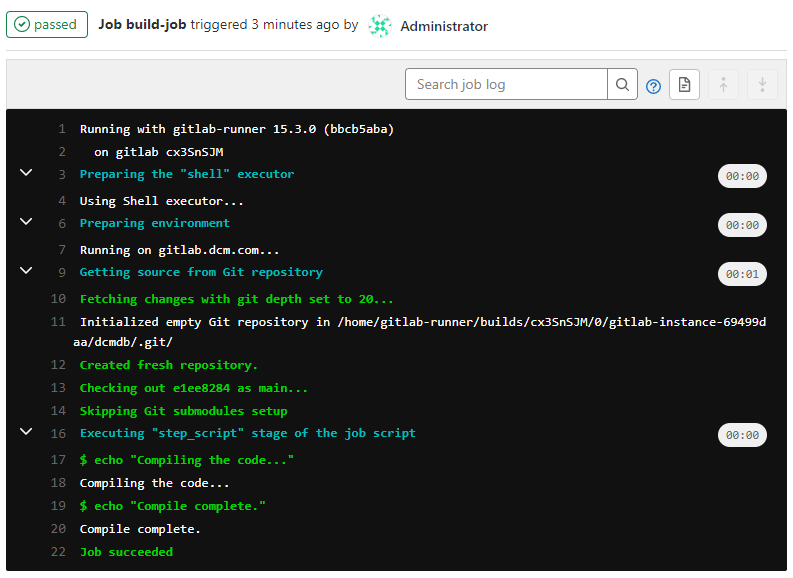 passed Job build-job triggered 3 minutes ago by Administrator
Search job log
1 Running with gitlab-runner 15.3.0 (bbcb5aba)
2 on gitlab cx3SnSJM
3 Preparing the "shell" executor 00:00
4 Using Shell executor...
6 Preparing environment 00:00
7 Running on gitlab.dcm.com...
9 Getting source from Git repository 00:01
10 Fetching changes with git depth set to 20...
11 Initialized empty Git repository in /home/gitlab-runner/builds/cx3SnSJM/0/gitlab-instance-69499d
aa/dcmdb/.git/
12 Created fresh repository.
13 Checking out e1ee8284 as main...
14 Skipping Git submodules setup
16 Executing "step_script" stage of the job script 00:00
17 $ echo "Compiling the code..."
18 Compiling the code...
19 $ echo "Compile complete."
20 Compile complete.
22 Job succeeded